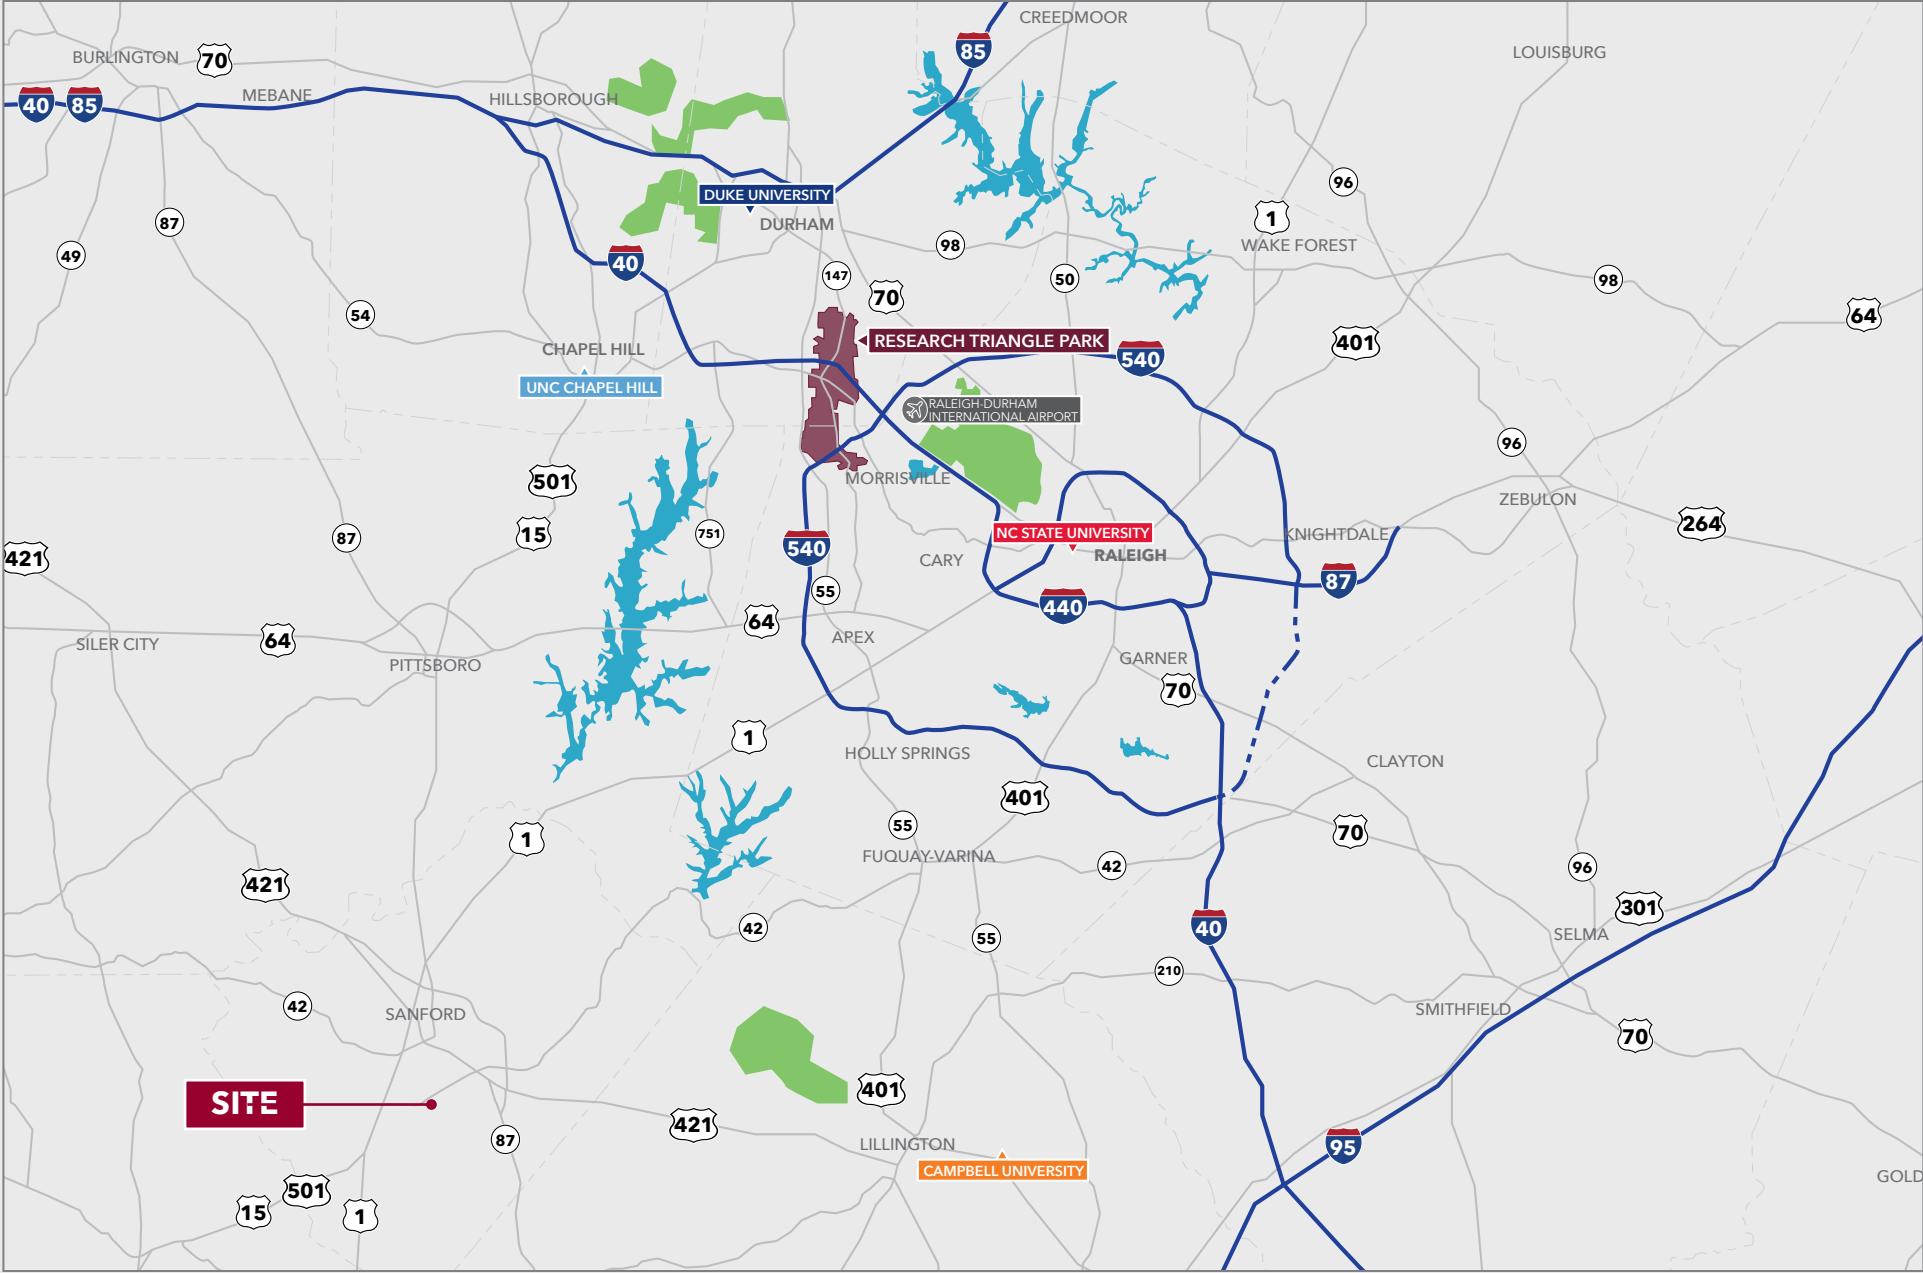 CREEDMOOR
85
BURLINGTON
70
LOUISBURG
40
85
MEBANE
HILLSBOROUGH
96
DUKE UNIVERSITY
DURHAM
87
1
WAKE FOREST
49
98
40
147
50
98
70
54
64
RESEARCH TRIANGLE PARK
401
CHAPEL HILL
540
UNC CHAPEL HILL
RALEIGH-DURHAM
INTERNATIONAL AIRPORT
96
501
MORRISVILLE
ZEBULON
264
15
87
751
NC STATE UNIVERSITY
KNIGHTDALE
421
540
CARY
RALEIGH
87
55
440
64
SILER CITY
64
APEX
PITTSBORO
GARNER
70
1
HOLLY SPRINGS
CLAYTON
401
1
55
70
FUQUAY-VARINA
42
96
421
301
42
40
55
SELMA
210
42
SANFORD
SMITHFIELD
70
401
SITE
421
87
LILLINGTON
95
CAMPBELL UNIVERSITY
GOLD
501
15
1